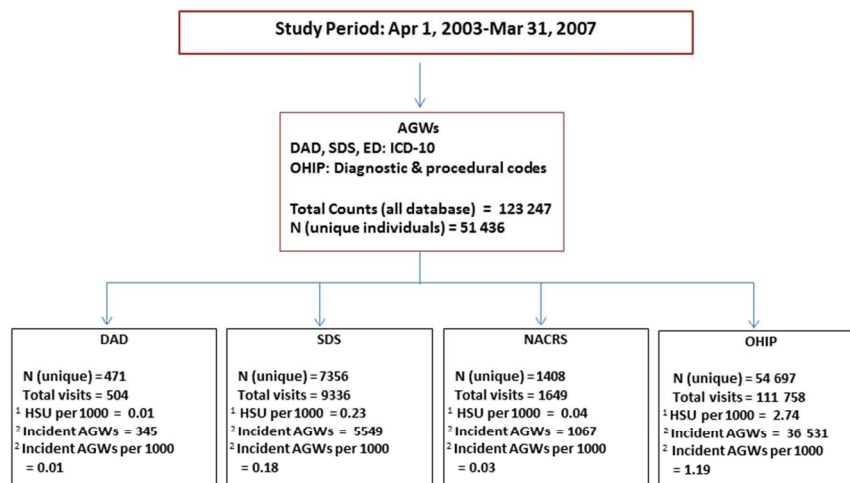 Study Period: Apr 1, 2003-Mar 31, 2007
AGWs
DAD, SDS, ED: ICD-10
OHIP: Diagnostic & procedural codes
Total Counts (all database) = 123 247
N (unique individuals) = 51 436
DAD
N (unique) = 471
Total visits = 504
1 HSU per 1000 = 0.01
2 Incident AGWs = 345
2 Incident AGWs per 1000
= 0.01
SDS
N (unique) = 7356
Total visits = 9336
1 HSU per 1000 = 0.23
2 Incident AGWs = 5549
2 Incident AGWs per 1000
= 0.18
NACRS
N (unique) = 1408
Total visits = 1649
1 HSU per 1000 = 0.04
2 Incident AGWs = 1067
2 Incident AGWs per 1000
= 0.03
OHIP
N (unique) = 54 697
Total visits = 111 758
1 HSU per 1000 = 2.74
2 Incident AGWs = 36 531
2 Incident AGWs per 1000
= 1.19